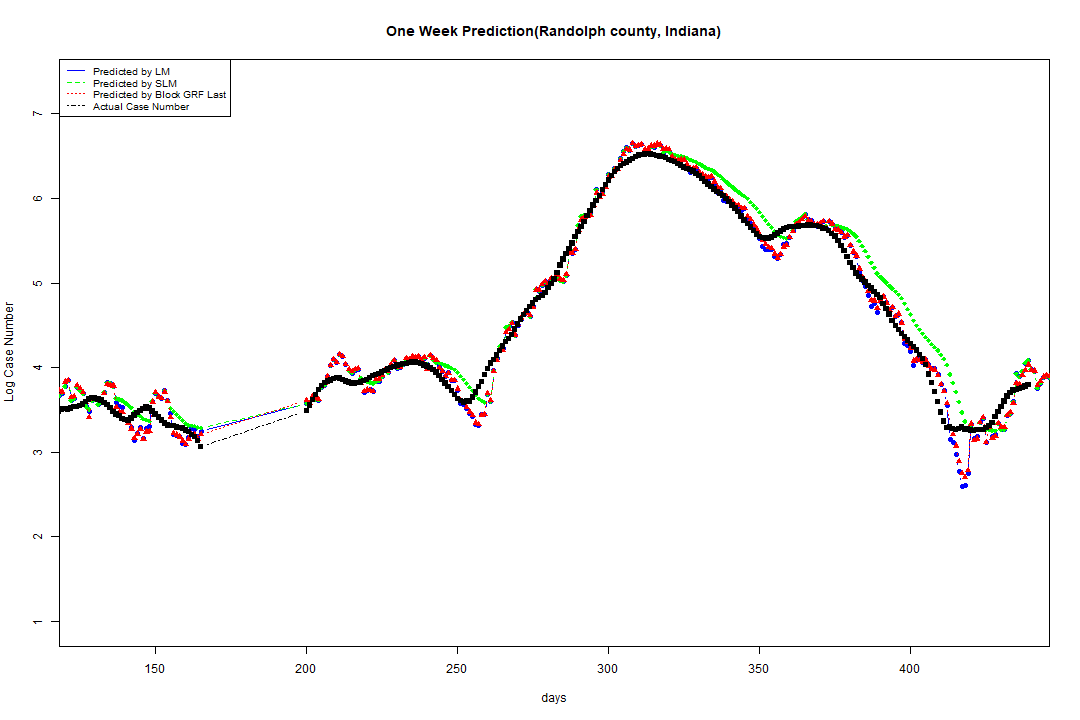 One Week Prediction(Randolph county, Indiana)
Predicted by LM
Predicted by SLM
Predicted by Block GRF Last
Actual Case Number
7
6
5
4
3
2
1
Log Case Number
150 200 250 300 350 400
days